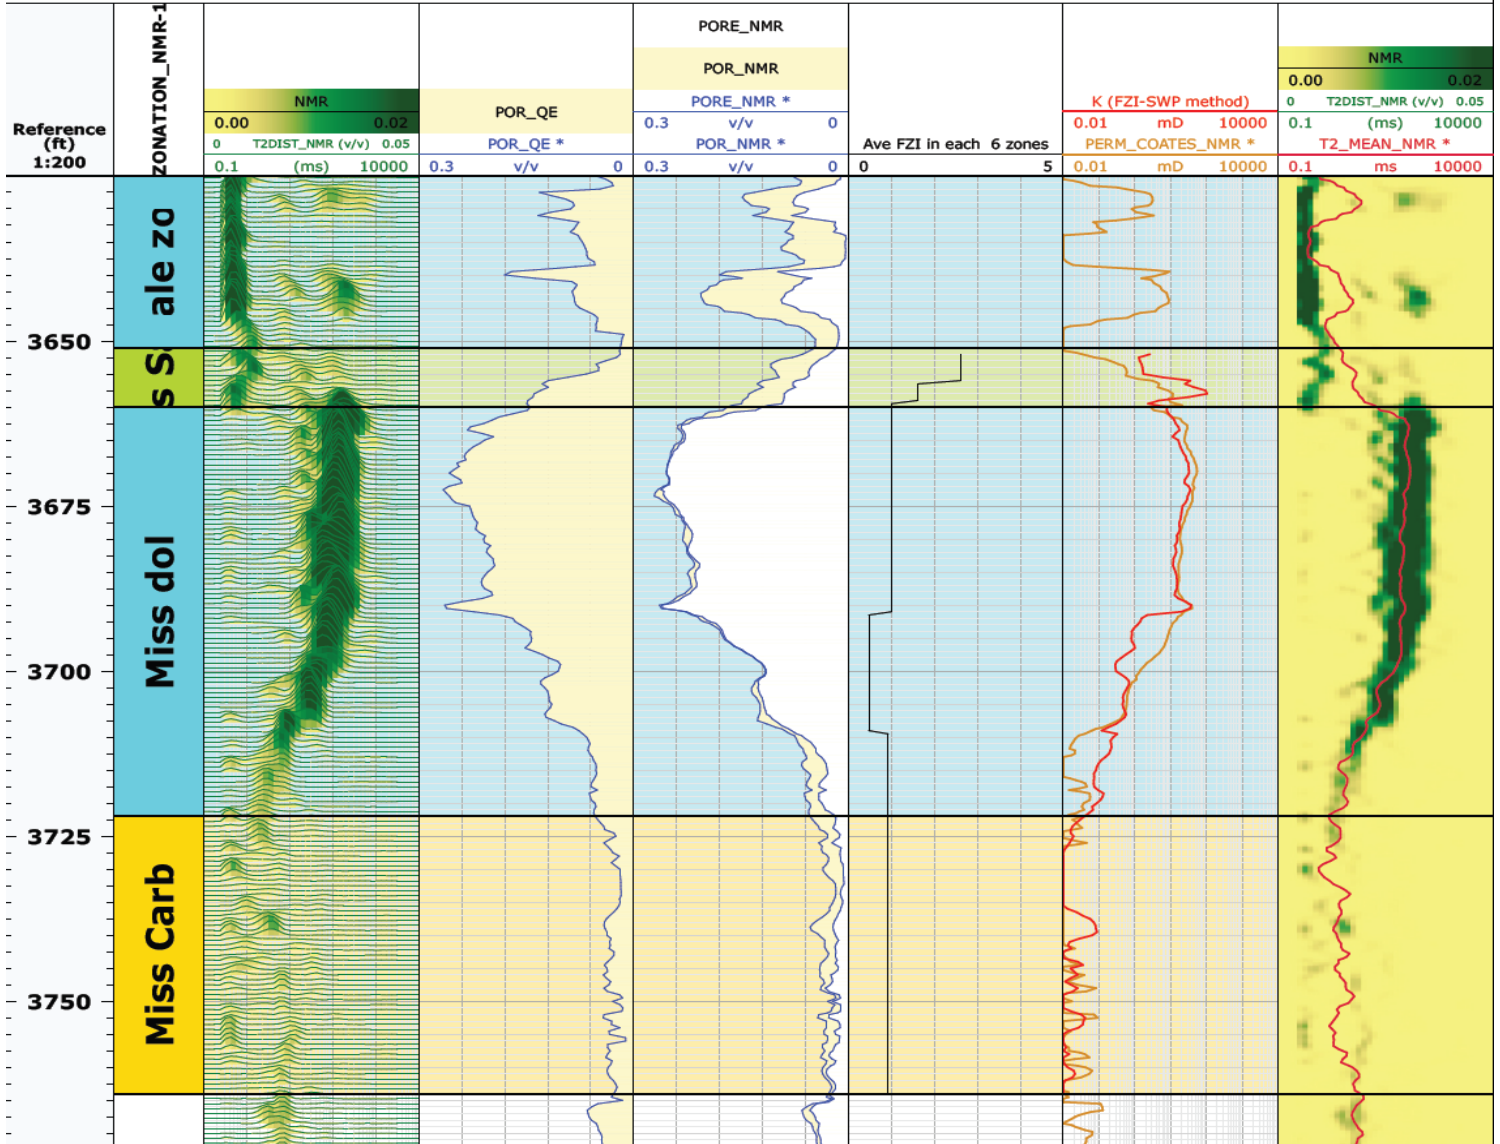 Reference
(ft)
1:200
ZONATION_NMR-1
NMR
0.00 0.02
0 T2DIST_NMR (v/v) 0.05
0.1 (ms) 10000
POR_QE
POR_QE *
0.3 v/v 0
PORE_NMR
POR_NMR
PORE_NMR *
0.3 v/v 0
POR_NMR *
0.3 v/v 0
Ave FZI in each 6 zones
0 5
K (FZI-SWP method)
0.01 mD 10000
PERM_COATES_NMR *
0.01 mD 10000
NMR
0.00 0.02
0 T2DIST_NMR (v/v) 0.05
0.1 (ms) 10000
T2_MEAN_NMR *
0.1 ms 10000
ale zo
3650
s S
Miss dol
3675
3700
3725
Miss Carb
3750